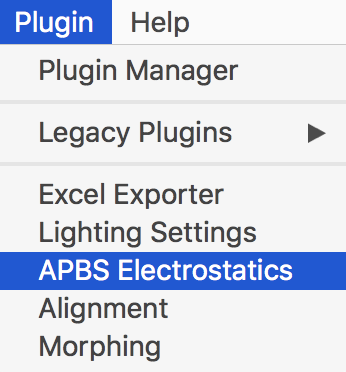 Plugin Help
Plugin Manager
Legacy Plugins
Excel Exporter
Lighting Settings
APBS Electrostatics
Alignment
Morphing